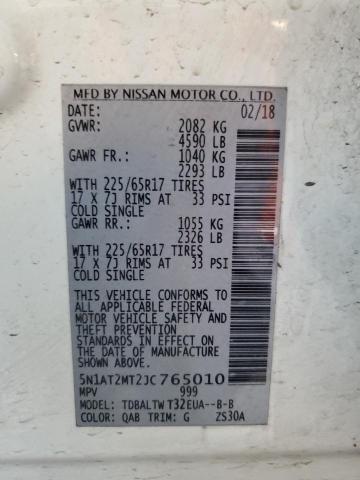 MFD BY NISSAN MOTOR CO., LTD.
DATE: 02/18
GVWR: 2082 KG
4590 LB
GAWR FR.: 1040 KG
2293 LB
WITH 225/65R17 TIRES
17 X 7J RIMS AT 33 PSI
COLD SINGLE
GAWR RR.: 1055 KG
2326 LB
WITH 225/65R17 TIRES
17 X 7J RIMS AT 33 PSI
COLD SINGLE
THIS VEHICLE CONFORMS TO
ALL APPLICABLE FEDERAL
MOTOR VEHICLE SAFETY
STANDARDS IN EFFECT ON
THE DATE OF MANUFACTURE
SHOWN ABOVE.
5N1AT2MT2JC765010
MPV 999
MODEL: TDBALTW T32EUA--B-B
COLOR: QAB TRIM: G ZS30A